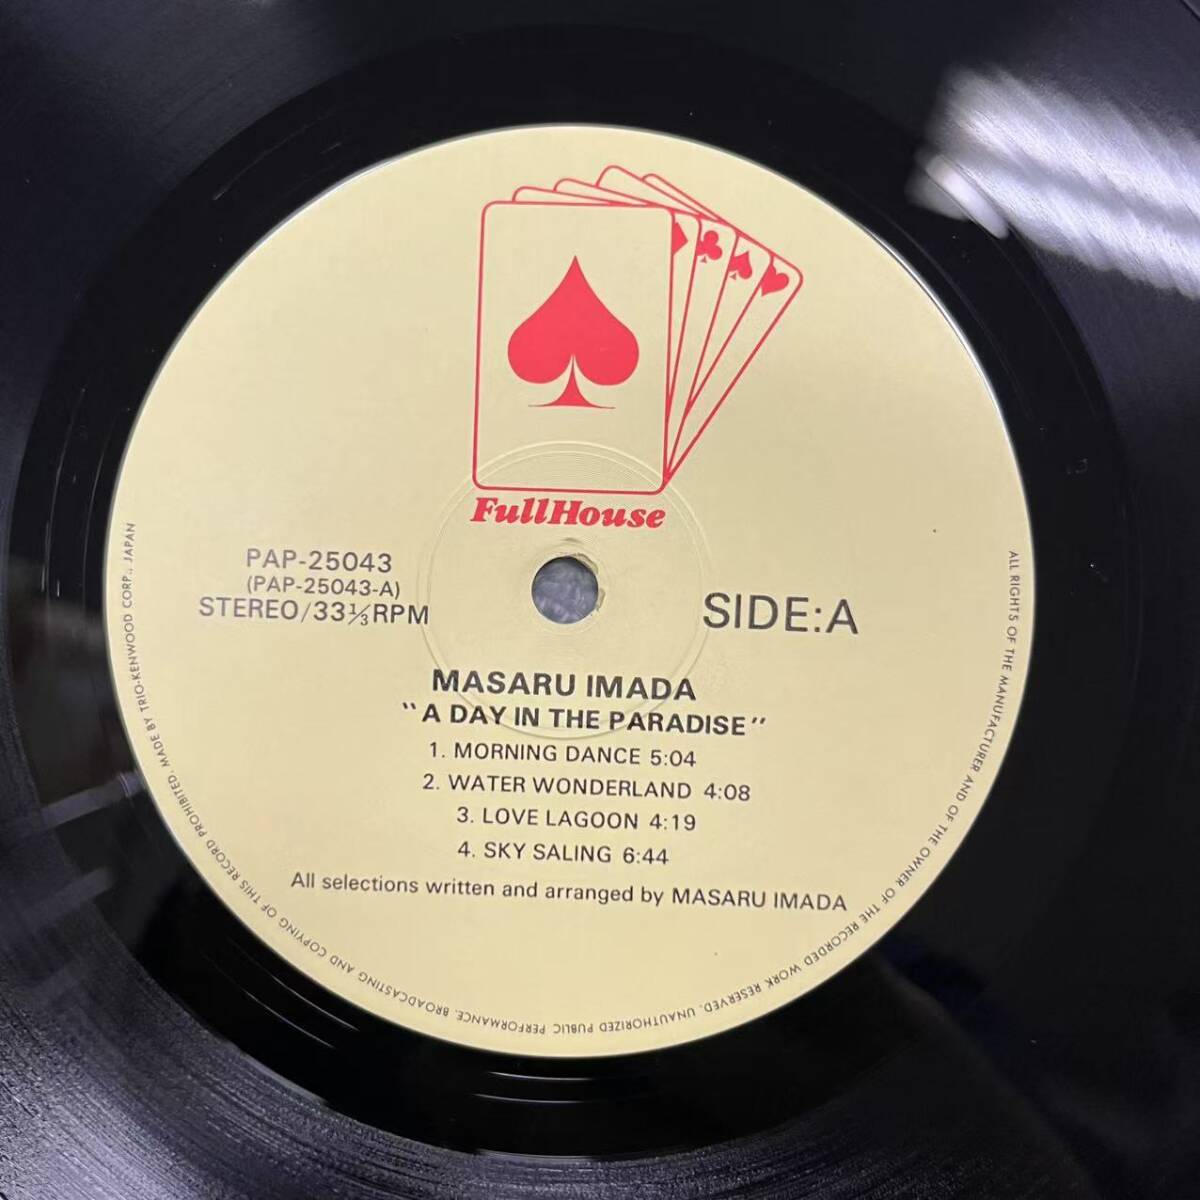 FullHouse
PAP-25043
(PAP-25043-A)
STEREO/33⅓RPM
SIDE:A
MASARU IMADA
"A DAY IN THE PARADISE"
1. MORNING DANCE 5:04
2. WATER WONDERLAND 4:08
3. LOVE LAGOON 4:19
4. SKY SALING 6:44
All selections written and arranged by MASARU IMADA
ALL RIGHTS OF THE MANUFACTURER AND OF THE OWNER OF THE RECORDED WORK RESERVED. UNAUTHORIZED PUBLIC PERFORMANCE. BROADCASTING AND COPYING OF THIS RECORD PROHIBITED. MADE BY TRIO-KENWOOD CORP., JAPAN